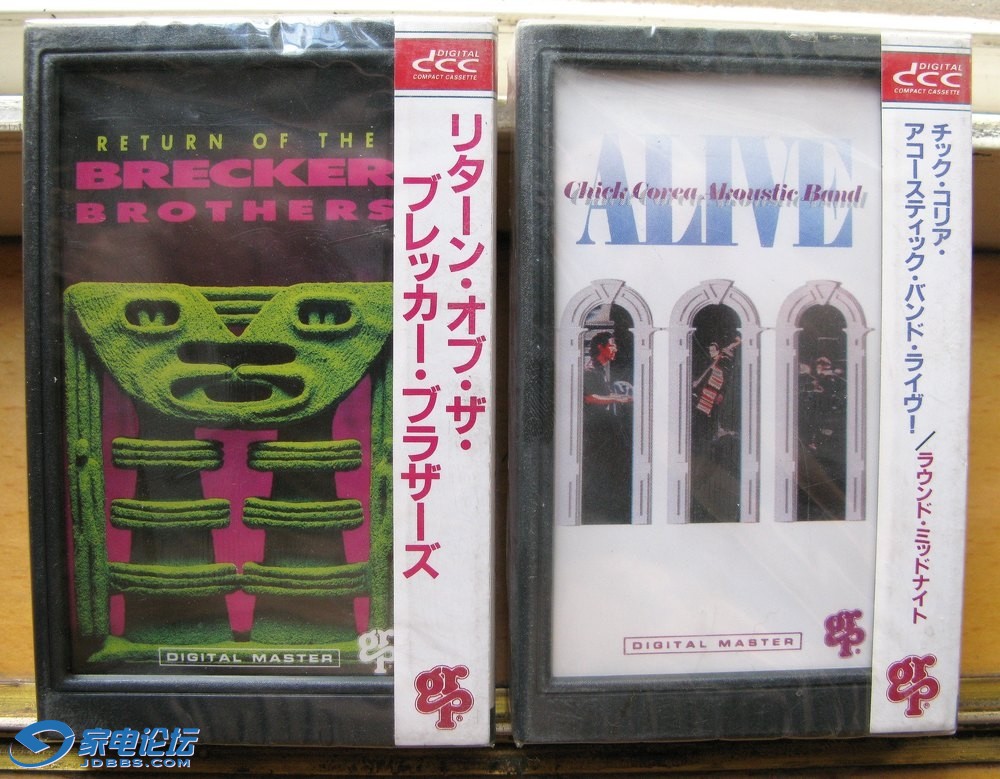 RETURN OF THE
BRECKER
BROTHERS
DIGITAL MASTER
grp
DIGITAL
dcc
COMPACT CASSETTE
リターン・オブ・ザ・
ブレッカー・ブラザーズ
grp
ALIVE
Chick Corea Akoustic Band
DIGITAL MASTER
grp
DIGITAL
dcc
COMPACT CASSETTE
チック・コリア・
アコースティック・バンド・ライヴ!/ラウンド・ミッドナイト
grp
家电论坛
JDBBS.COM